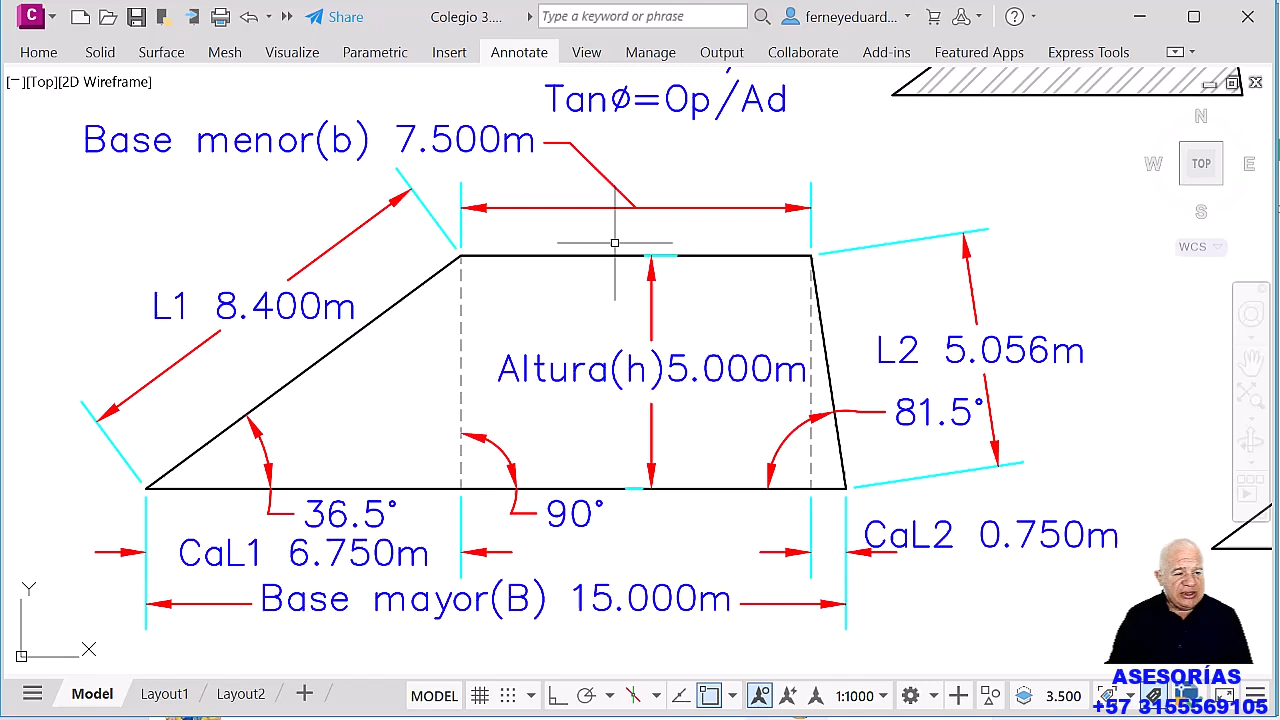 Share
Colegio 3....
Type a keyword or phrase
ferneyeduard...
Home Solid Surface Mesh Visualize Parametric Insert Annotate View Manage Output Collaborate Add-ins Featured Apps Express Tools
[−][Top][2D Wireframe]
Tanø=Op/Ad
Base menor(b) 7.500m
N
W TOP E
S
WCS
L1 8.400m
Altura(h)5.000m
L2 5.056m
81.5°
36.5°
90°
CaL1 6.750m
CaL2 0.750m
Base mayor(B) 15.000m
Y
X
ASESORÍAS
+57 3155569105
Model Layout1 Layout2
MODEL
1:1000
3.500